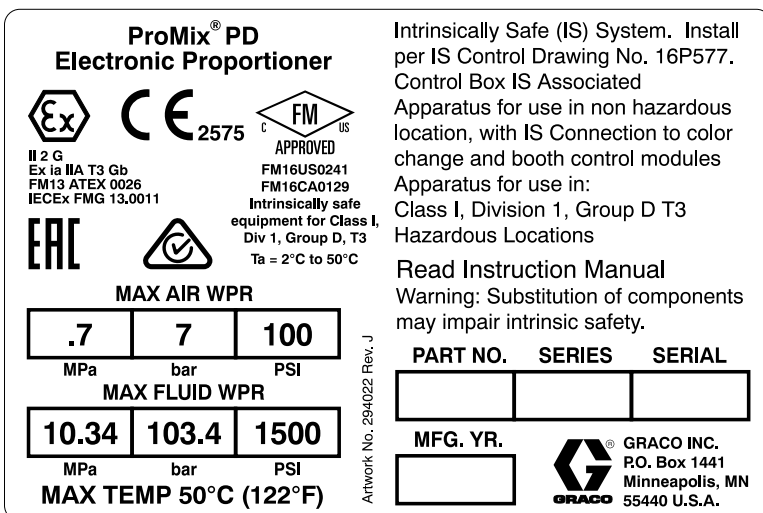 ProMix® PD
Electronic Proportioner
Ex
CE 2575
C FM US
APPROVED
II 2 G
Ex ia IIA T3 Gb
FM13 ATEX 0026
IECEx FMG 13.0011
FM16US0241
FM16CA0129
Intrinsically safe
equipment for Class I,
Div 1, Group D, T3
Ta = 2°C to 50°C
EAC
MAX AIR WPR
.7 7 100
MPa bar PSI
MAX FLUID WPR
10.34 103.4 1500
MPa bar PSI
MAX TEMP 50°C (122°F)
Artwork No. 294022 Rev. J
Intrinsically Safe (IS) System. Install
per IS Control Drawing No. 16P577.
Control Box IS Associated
Apparatus for use in non hazardous
location, with IS Connection to color
change and booth control modules
Apparatus for use in:
Class I, Division 1, Group D T3
Hazardous Locations
Read Instruction Manual
Warning: Substitution of components
may impair intrinsic safety.
PART NO. SERIES SERIAL
MFG. YR.
G ®
GRACO
GRACO INC.
P.O. Box 1441
Minneapolis, MN
55440 U.S.A.